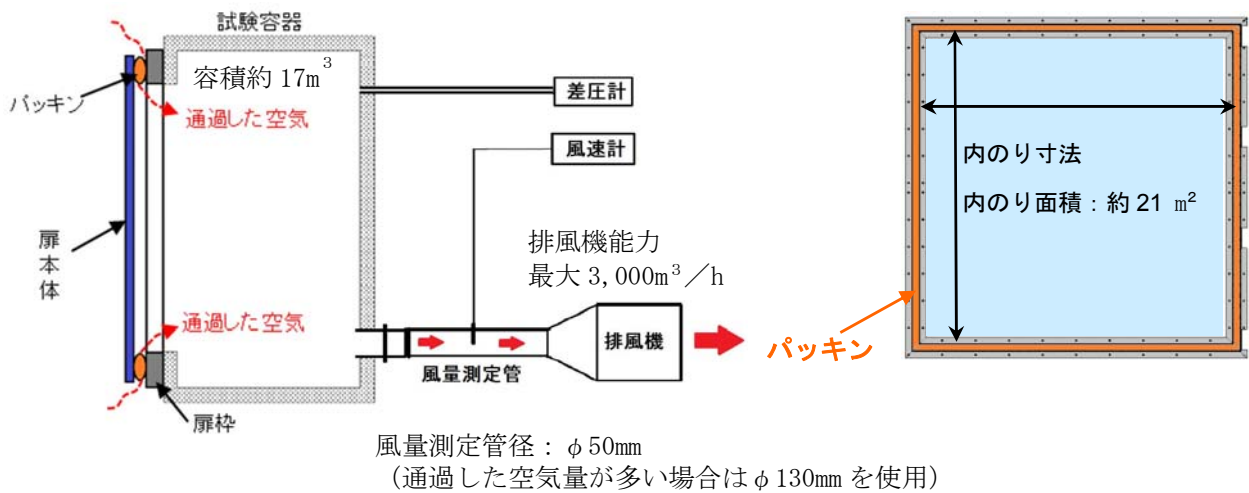 試験容器
容積約 17m³
パッキン
通過した空気
差圧計
風速計
扉本体
排風機能力
最大 3,000m³／h
通過した空気
風量測定管
排風機
扉枠
風量測定管径：φ50mm
（通過した空気量が多い場合はφ130mm を使用）
内のり寸法
内のり面積：約 21 m²
パッキン